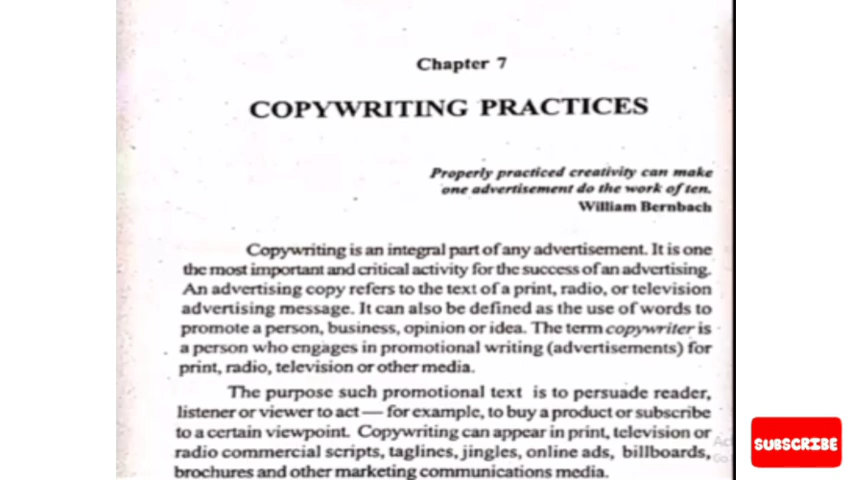 Chapter 7
COPYWRITING PRACTICES
Properly practiced creativity can make
one advertisement do the work of ten.
William Bernbach
Copywriting is an integral part of any advertisement. It is one
the most important and critical activity for the success of an advertising.
An advertising copy refers to the text of a print, radio, or television
advertising message. It can also be defined as the use of words to
promote a person, business, opinion or idea. The term copywriter is
a person who engages in promotional writing (advertisements) for
print, radio, television or other media.
The purpose such promotional text is to persuade reader,
listener or viewer to act — for example, to buy a product or subscribe
to a certain viewpoint. Copywriting can appear in print, television or
radio commercial scripts, taglines, jingles, online ads, billboards,
brochures and other marketing communications media.
SUBSCRIBE